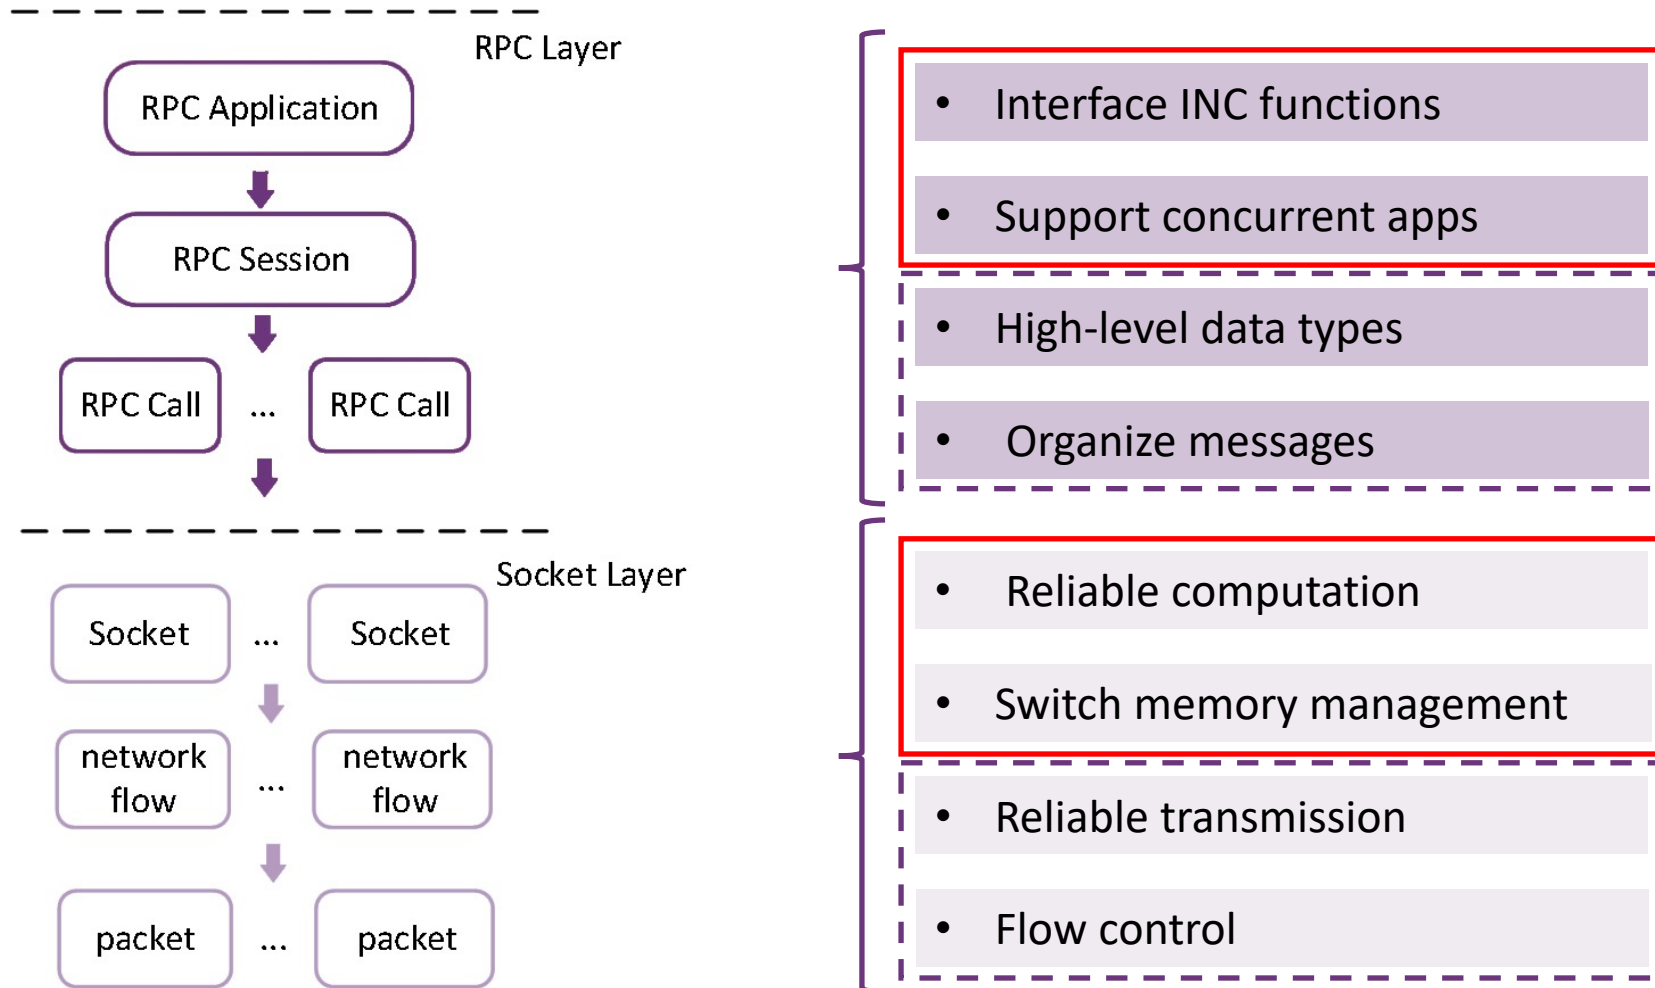 RPC Layer
RPC Application
RPC Session
RPC Call ... RPC Call
Socket Layer
Socket ... Socket
network flow ... network flow
packet ... packet
• Interface INC functions
• Support concurrent apps
• High-level data types
• Organize messages
• Reliable computation
• Switch memory management
• Reliable transmission
• Flow control